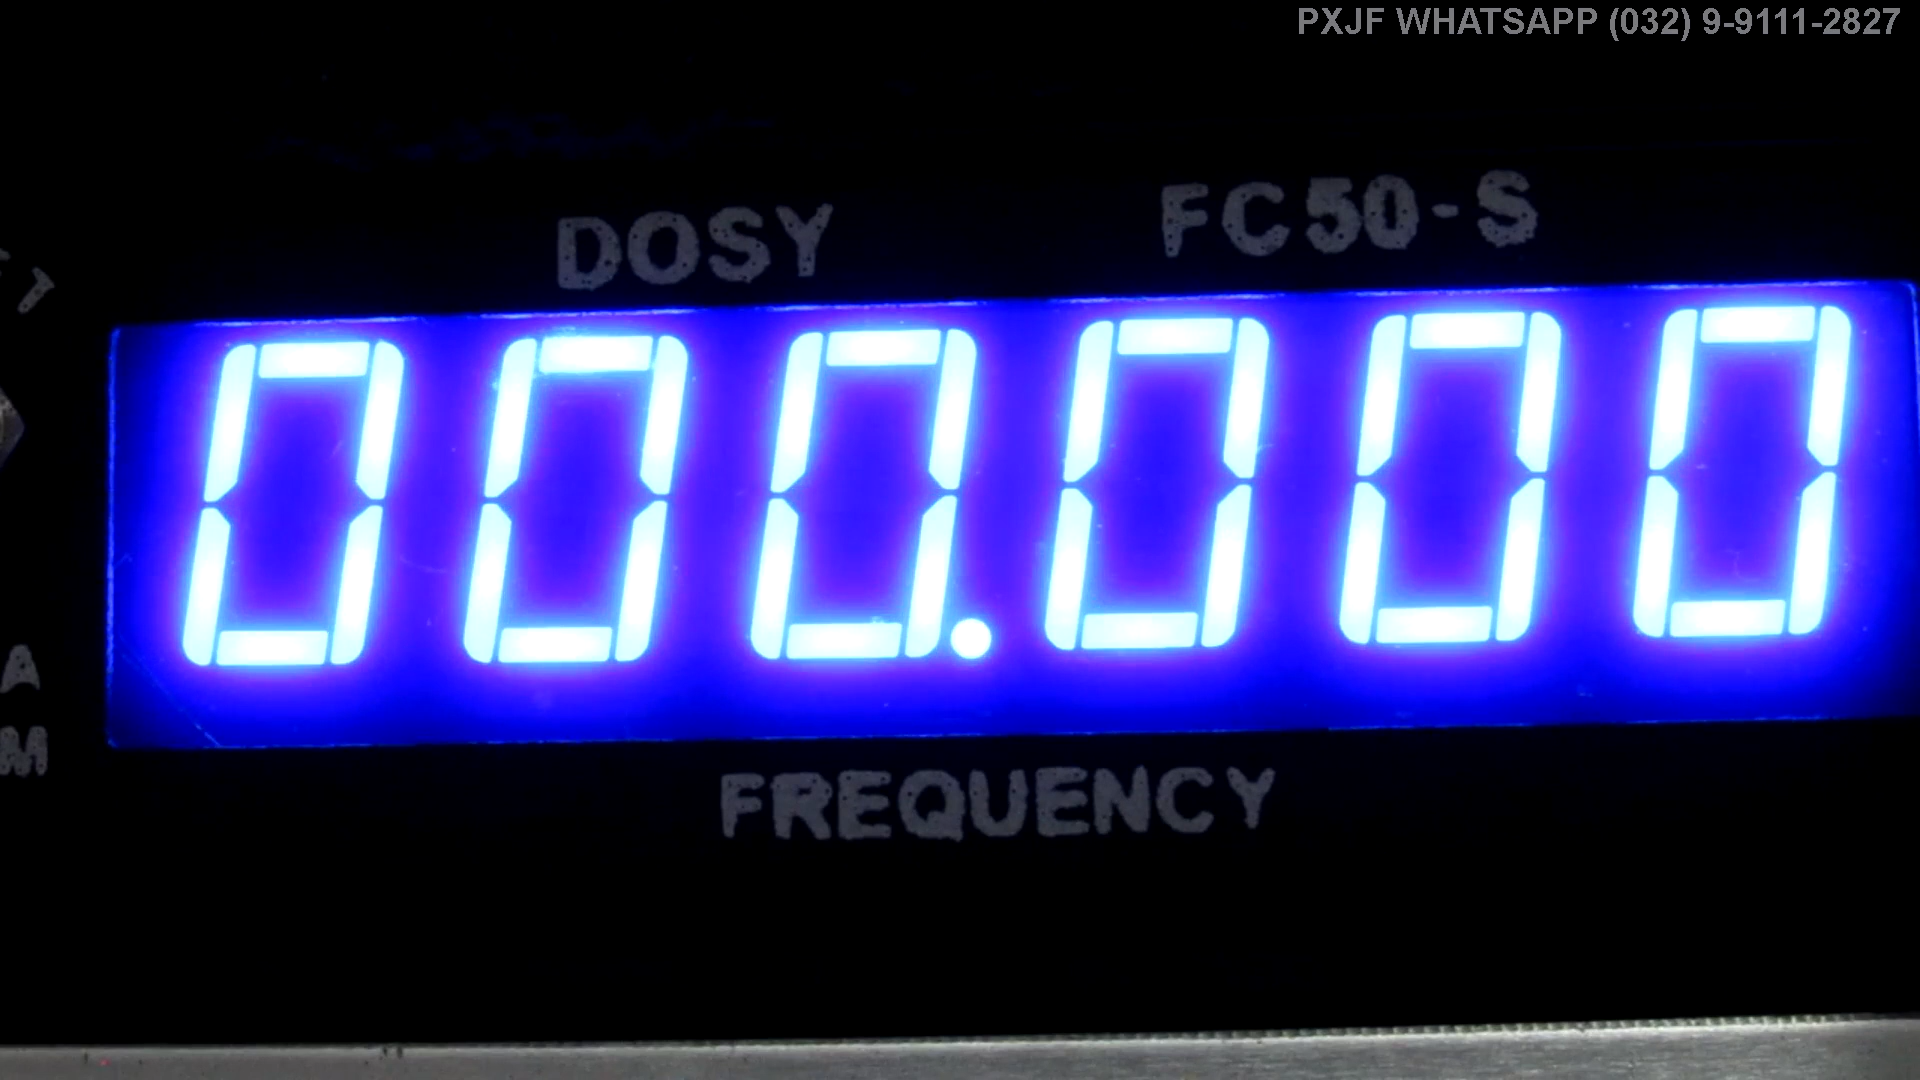 PXJF WHATSAPP (032) 9-9111-2827
DOSY FC50-S
000.000
A
M
FREQUENCY